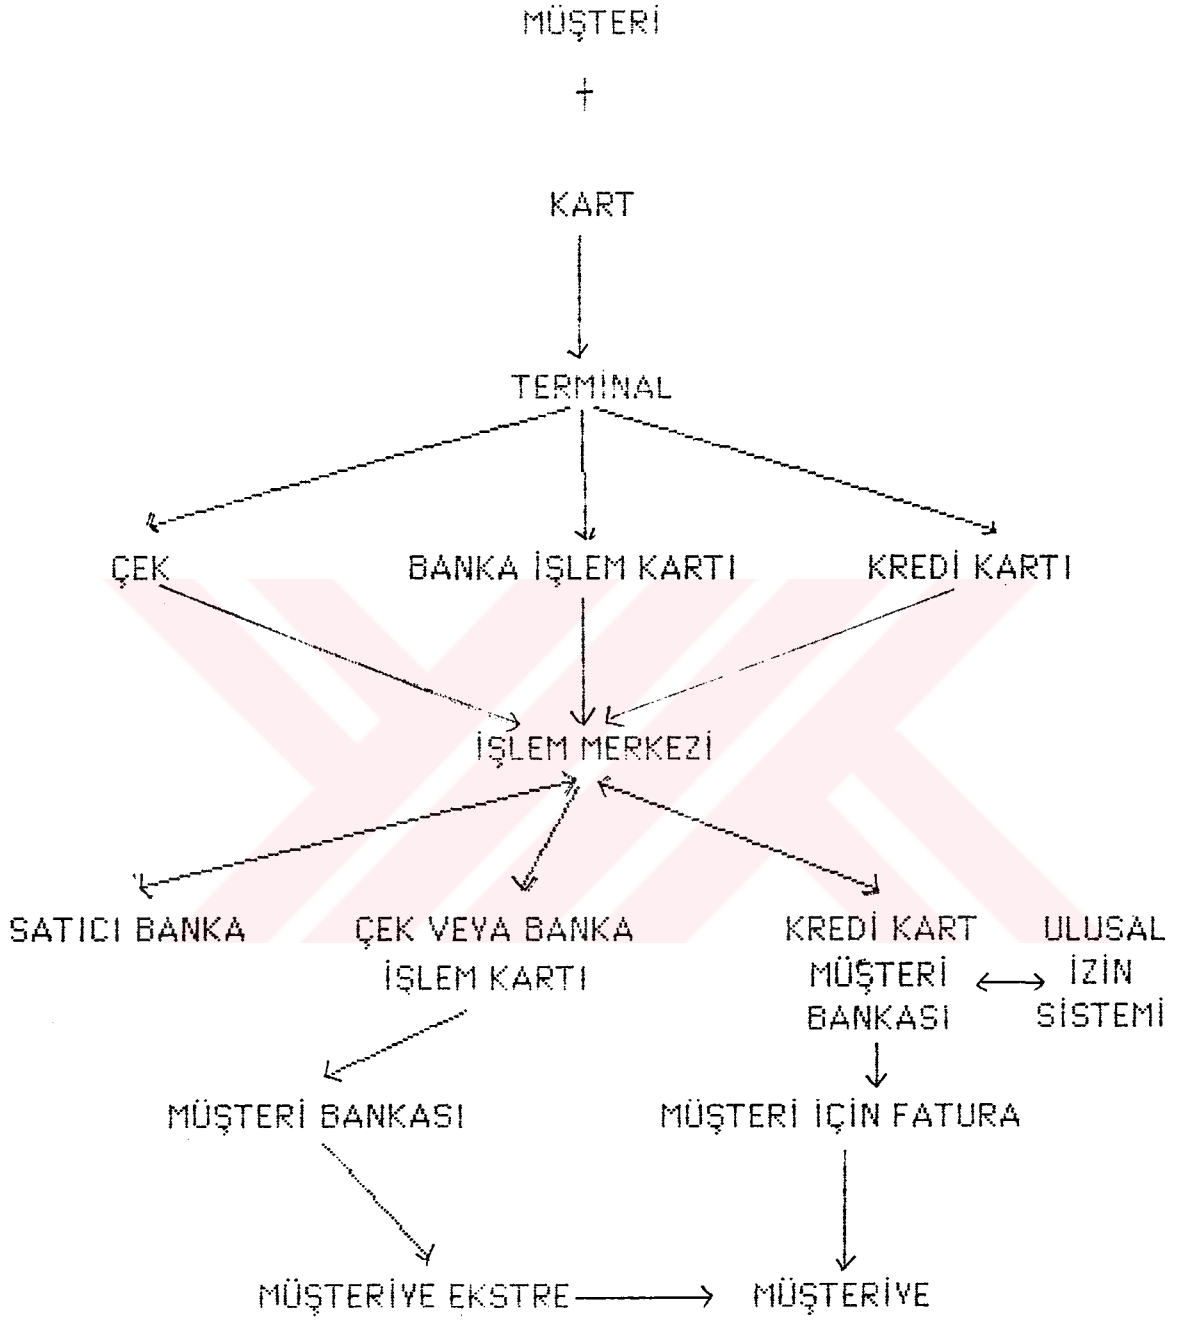 MÜŞTERİ
+
KART
TERMİNAL
ÇEK
BANKA İŞLEM KARTI
KREDİ KARTI
İŞLEM MERKEZİ
SATICI BANKA
ÇEK VEYA BANKA
İŞLEM KARTI
KREDİ KART
MÜŞTERİ
BANKASI
ULUSAL
İZİN
SİSTEMİ
MÜŞTERİ BANKASI
MÜŞTERİ İÇİN FATURA
MÜŞTERİYE EKSTRE
MÜŞTERİYE